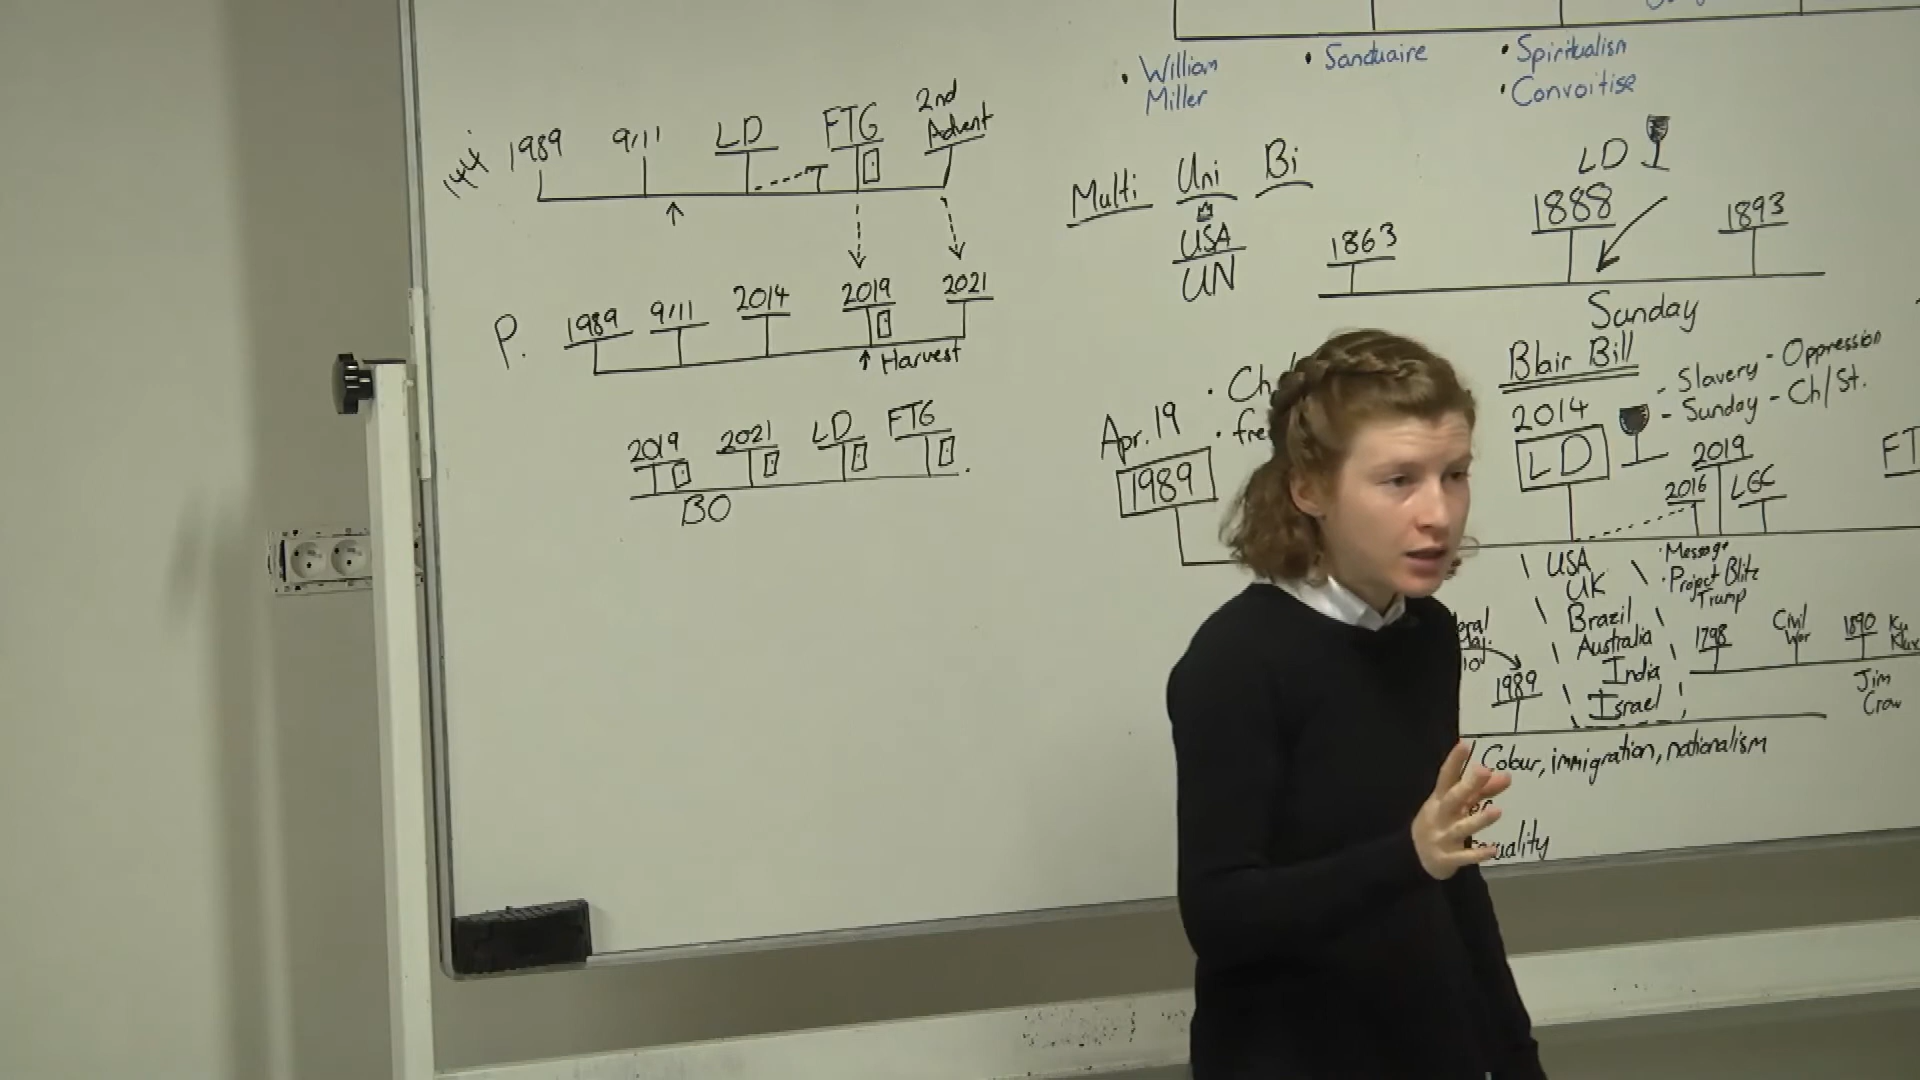 • William
Miller
• Sanctuaire
• Spiritualism
• Convoitise
144
1989
9/11
LD
FTG
2nd
Advent
Multi
Uni
Bi
USA
UN
LD
1863
1888
1893
Sunday
P.
1989
9/11
2014
2019
2021
Harvest
2019
2021
LD
FTG
BO
Apr. 19
1989
Blair Bill
- Slavery - Oppression
- Sunday - Ch/St.
2014
LD
2019
2016
LGC
USA
UK
Brazil
Australia
India
Israel
• Message
• Project Blitz
Trump
1989
1798
Civil
War
1890
Jim
Crow
Colour, immigration, nationalism